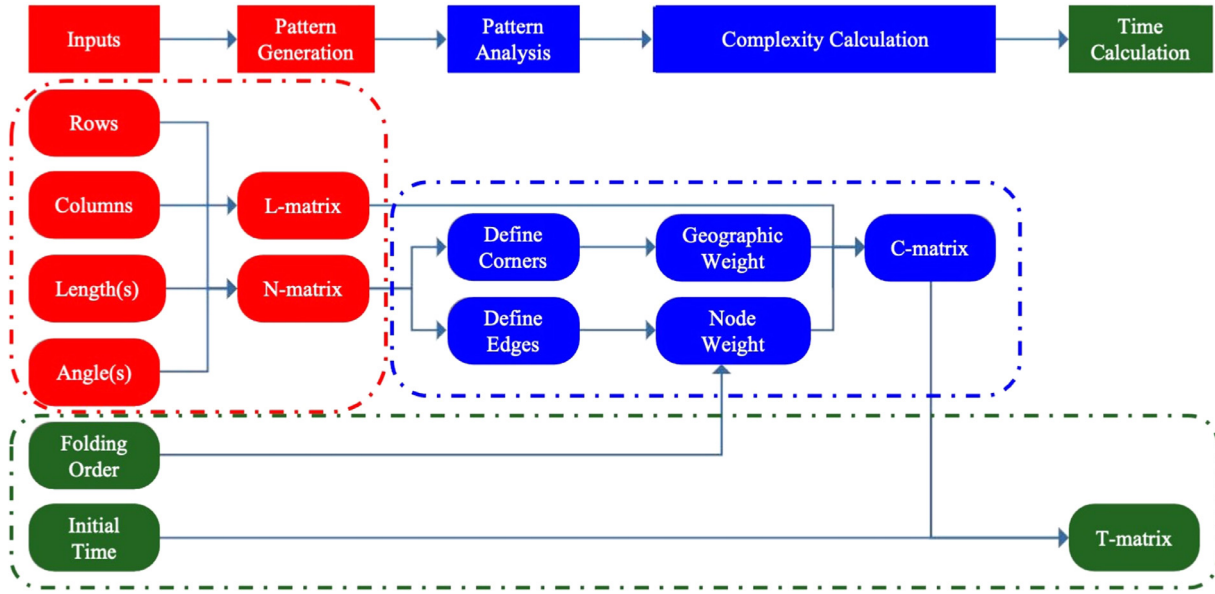 Inputs
Pattern
Generation
Pattern
Analysis
Complexity Calculation
Time
Calculation
Rows
Columns
Length(s)
Angle(s)
L-matrix
N-matrix
Define
Corners
Define
Edges
Geographic
Weight
Node
Weight
C-matrix
Folding
Order
Initial
Time
T-matrix